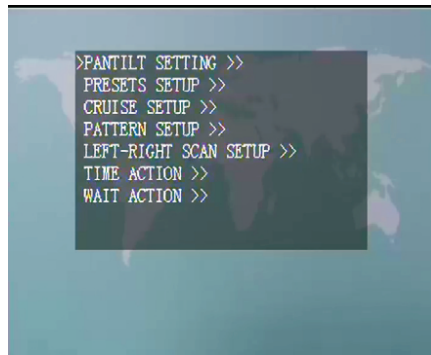 >PANTILT SETTING >>
PRESETS SETUP >>
CRUISE SETUP >>
PATTERN SETUP >>
LEFT-RIGHT SCAN SETUP >>
TIME ACTION >>
WAIT ACTION >>